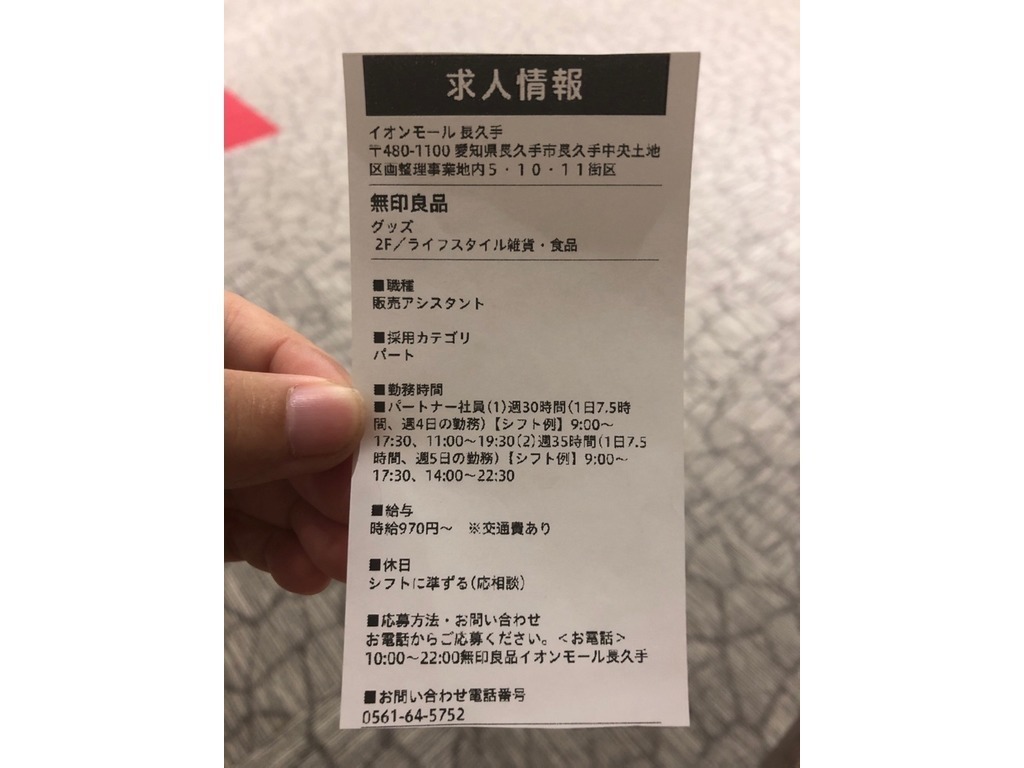 求人情報
イオンモール 長久手
〒480-1100 愛知県長久手市長久手中央土地
区画整理事業地内５・１０・１１街区
無印良品
グッズ
2F／ライフスタイル雑貨・食品
■職種
販売アシスタント
■採用カテゴリ
パート
■勤務時間
■パートナー社員(1)週30時間(1日7.5時
間、週4日の勤務)【シフト例】9:00～
17:30、11:00～19:30(2)週35時間(1日7.5
時間、週5日の勤務)【シフト例】9:00～
17:30、14:00～22:30
■給与
時給970円～　※交通費あり
■休日
シフトに準ずる(応相談)
■応募方法・お問い合わせ
お電話からご応募ください。＜お電話＞
10:00～22:00無印良品イオンモール長久手
■お問い合わせ電話番号
0561-64-5752